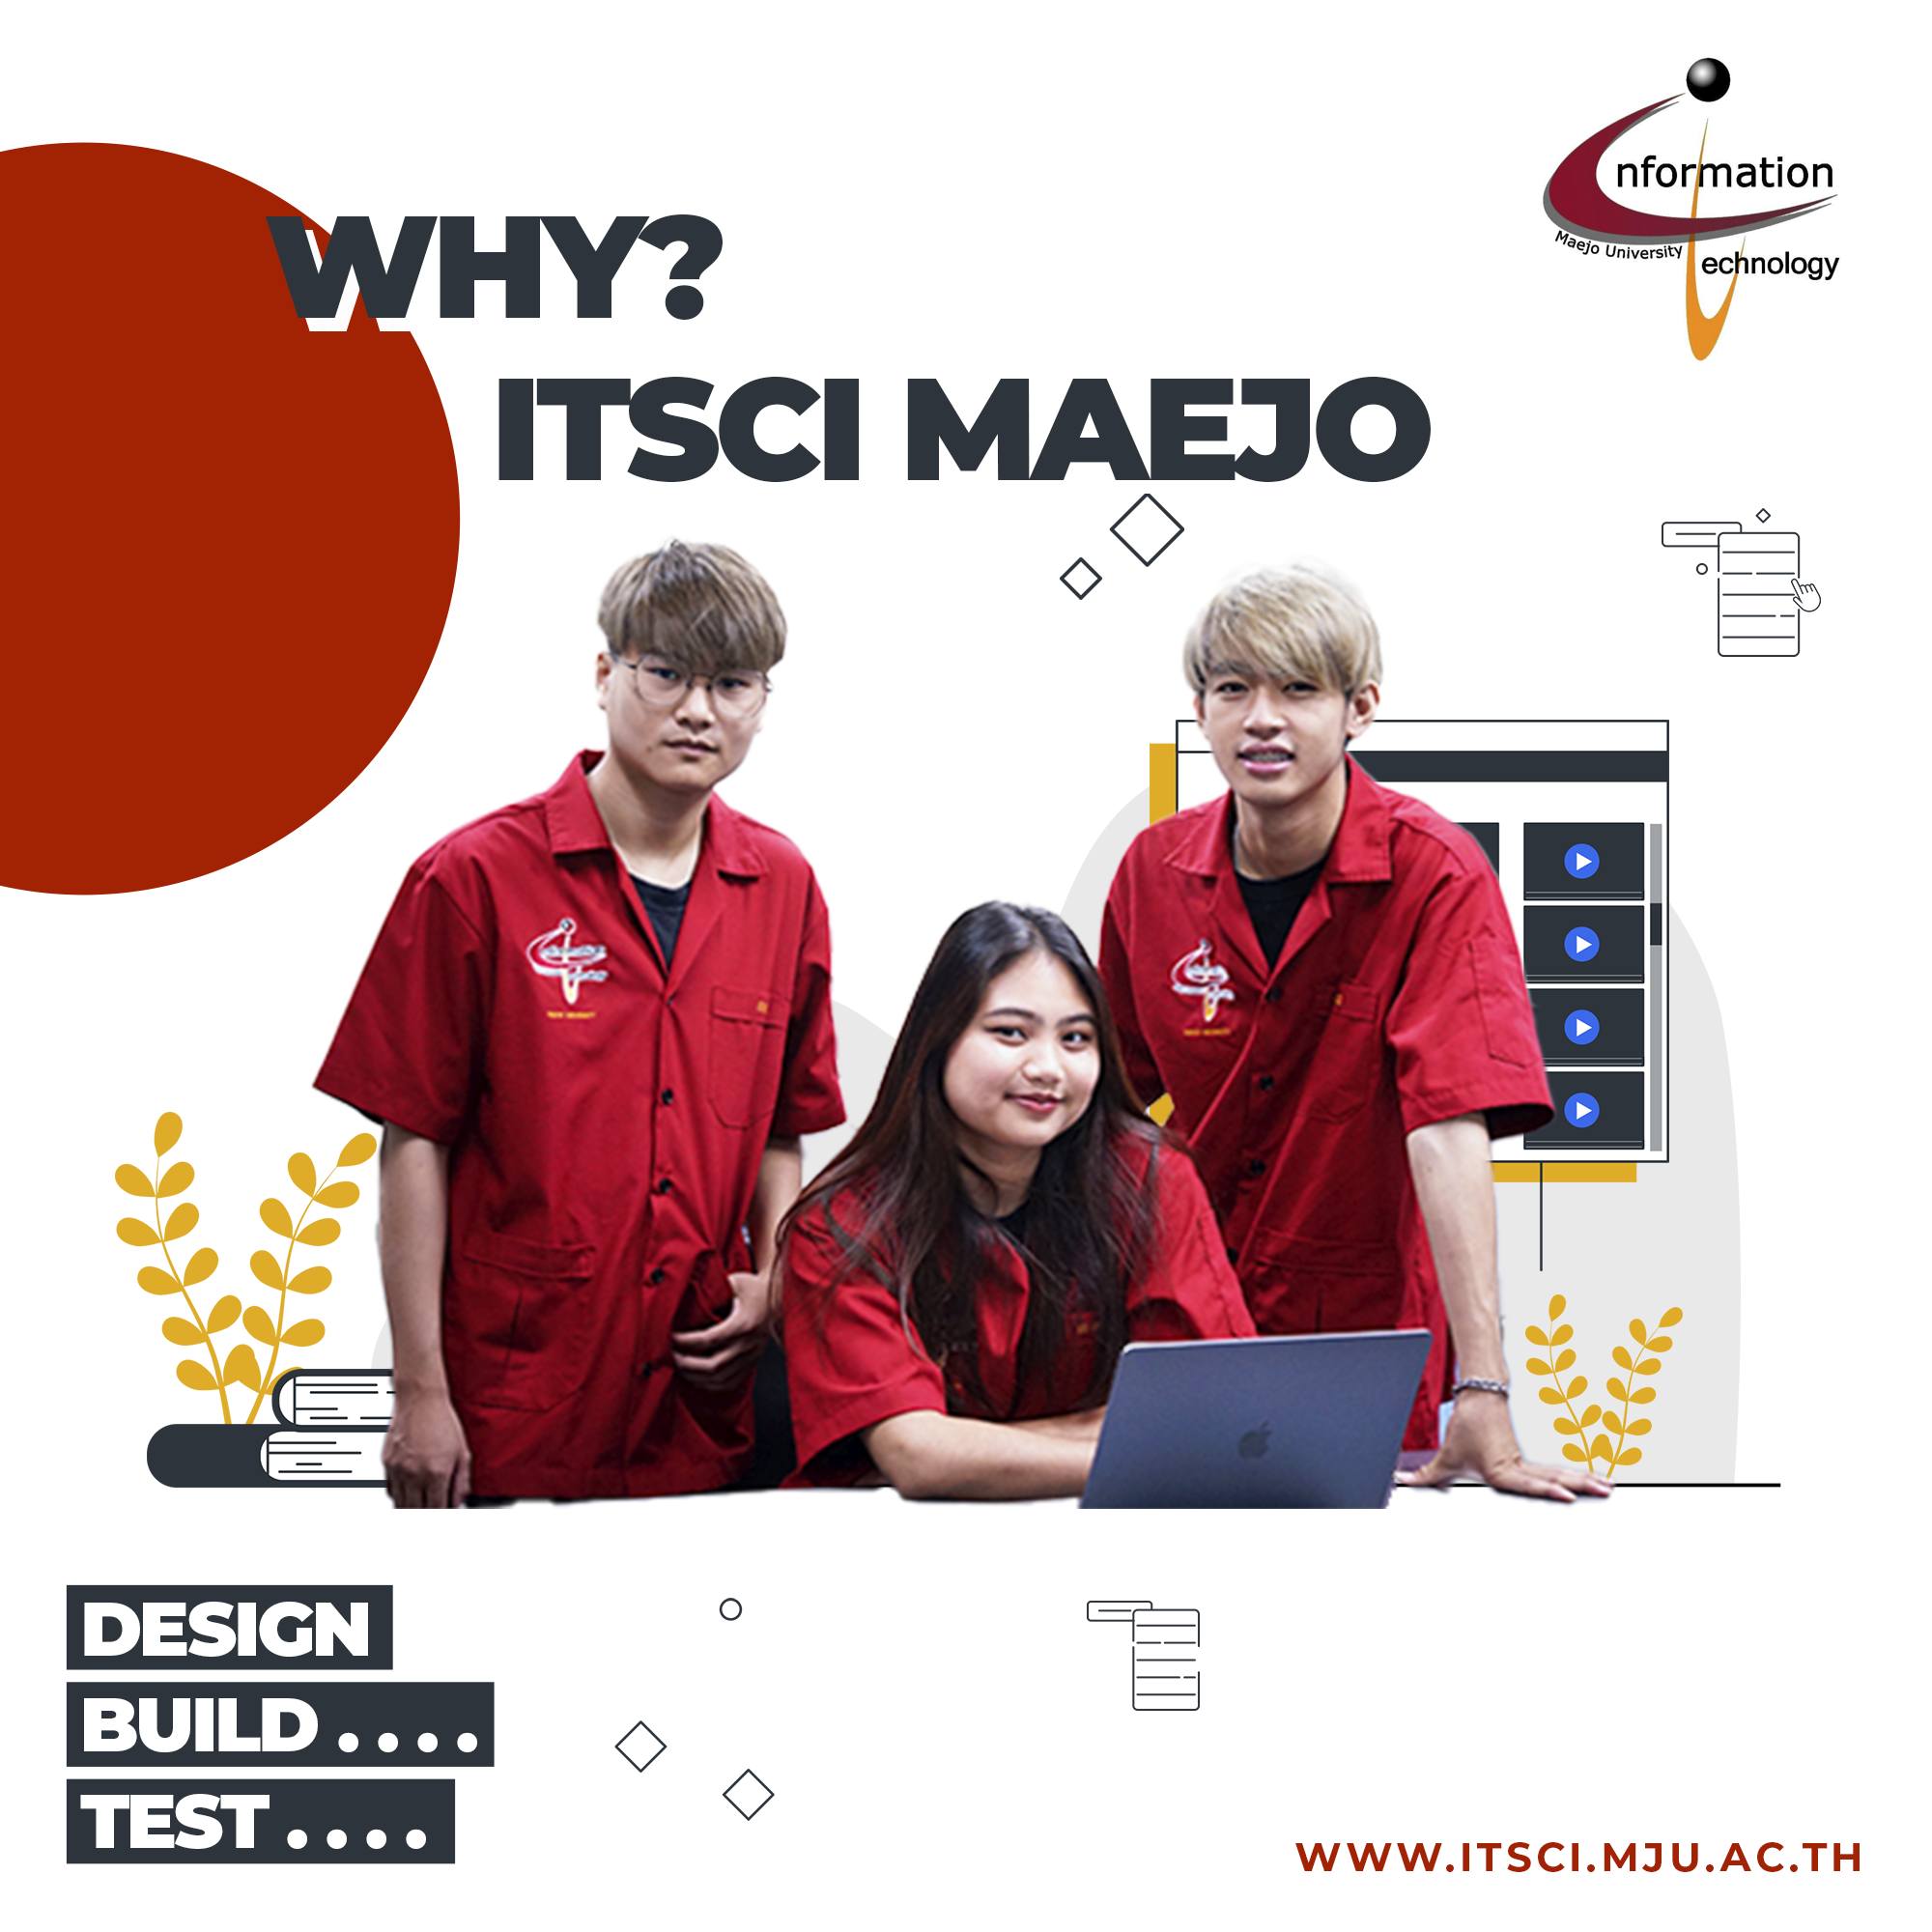 nformation
Maejo University
echnology
WHY?
ITSCI MAEJO
DESIGN
BUILD ....
TEST ....
WWW.ITSCI.MJU.AC.TH